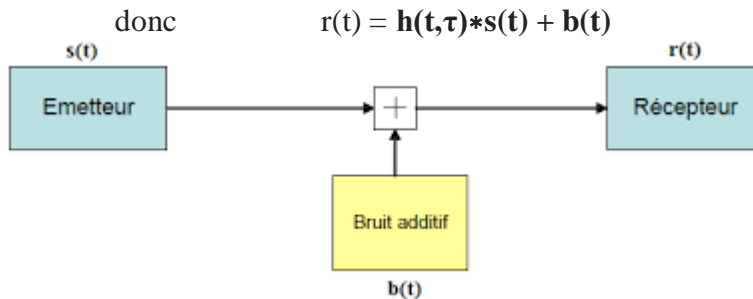 donc r(t) = h(t,τ)*s(t) + b(t)
s(t) r(t)
Emetteur + Récepteur
Bruit additif
b(t)